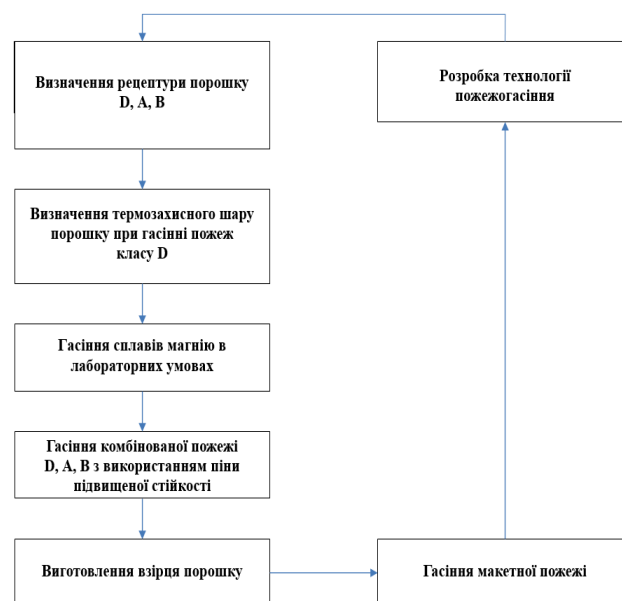 Визначення рецептури порошку
D, A, B
Розробка технології
пожежогасіння
Визначення термозахисного шару
порошку при гасінні пожеж
класу D
Гасіння сплавів магнію в
лабораторних умовах
Гасіння комбінованої пожежі
D, A, B з використанням піни
підвищеної стійкості
Виготовлення взірця порошку
Гасіння макетної пожежі